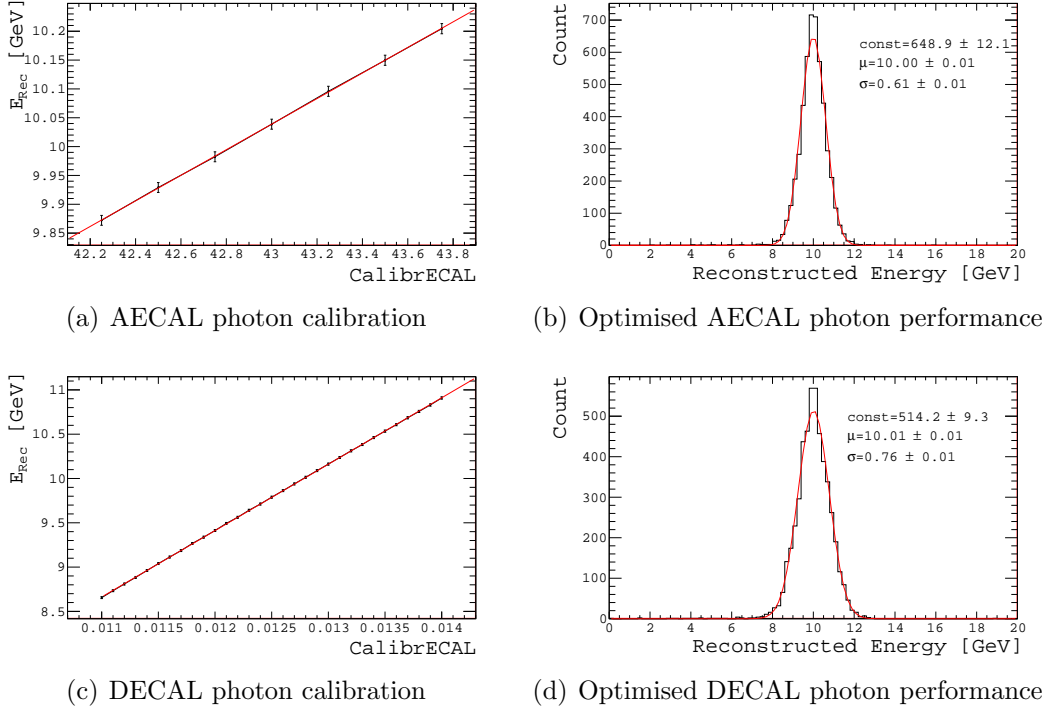 E_Rec [GeV]
10.2
10.15
10.1
10.05
10
9.95
9.9
9.85
42.2 42.4 42.6 42.8 43 43.2 43.4 43.6 43.8
CalibrECAL
(a) AECAL photon calibration
Count
700
600
500
400
300
200
100
0
const=648.9 ± 12.1
μ=10.00 ± 0.01
σ=0.61 ± 0.01
0 2 4 6 8 10 12 14 16 18 20
Reconstructed Energy [GeV]
(b) Optimised AECAL photon performance
E_Rec [GeV]
11
10.5
10
9.5
9
8.5
0.011 0.0115 0.012 0.0125 0.013 0.0135 0.014
CalibrECAL
(c) DECAL photon calibration
Count
500
400
300
200
100
0
const=514.2 ± 9.3
μ=10.01 ± 0.01
σ=0.76 ± 0.01
0 2 4 6 8 10 12 14 16 18 20
Reconstructed Energy [GeV]
(d) Optimised DECAL photon performance